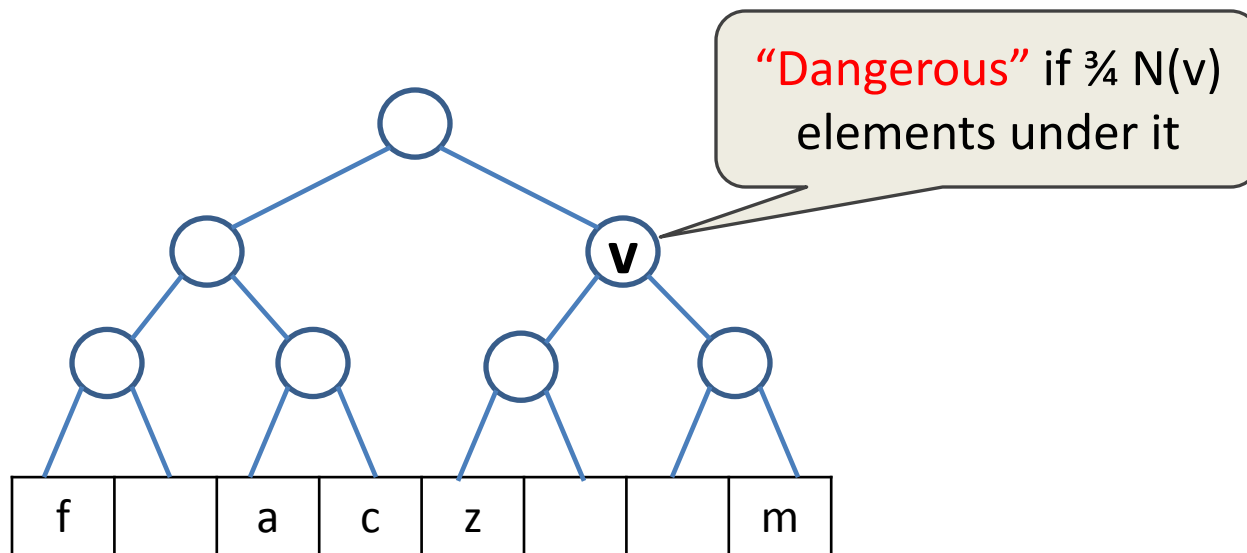 “Dangerous” if ¾ N(v)
elements under it
v
f a c z m